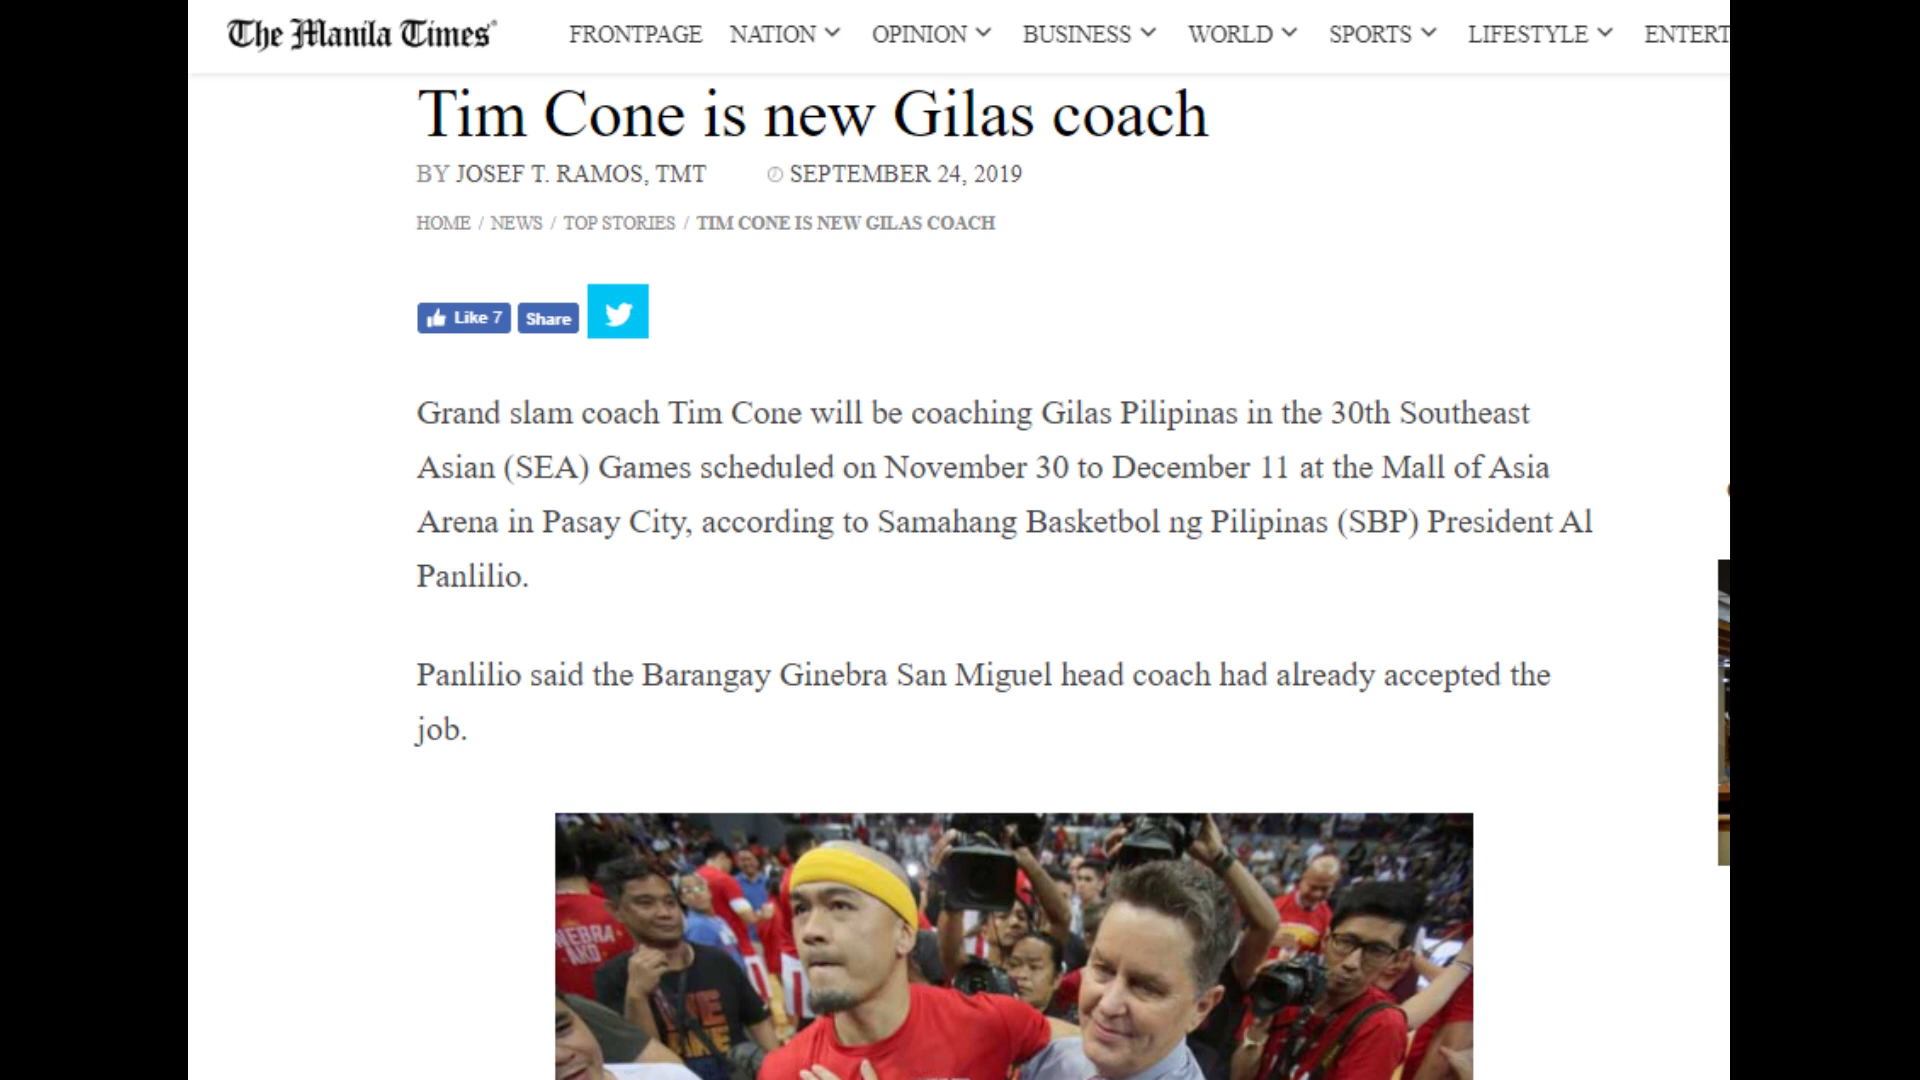 The Manila Times
FRONTPAGE NATION OPINION BUSINESS WORLD SPORTS LIFESTYLE ENTERT
Tim Cone is new Gilas coach
BY JOSEF T. RAMOS, TMT SEPTEMBER 24, 2019
HOME / NEWS / TOP STORIES / TIM CONE IS NEW GILAS COACH
Like 7 Share
Grand slam coach Tim Cone will be coaching Gilas Pilipinas in the 30th Southeast
Asian (SEA) Games scheduled on November 30 to December 11 at the Mall of Asia
Arena in Pasay City, according to Samahang Basketbol ng Pilipinas (SBP) President Al
Panlilio.
Panlilio said the Barangay Ginebra San Miguel head coach had already accepted the
job.
NEBRA
AKO